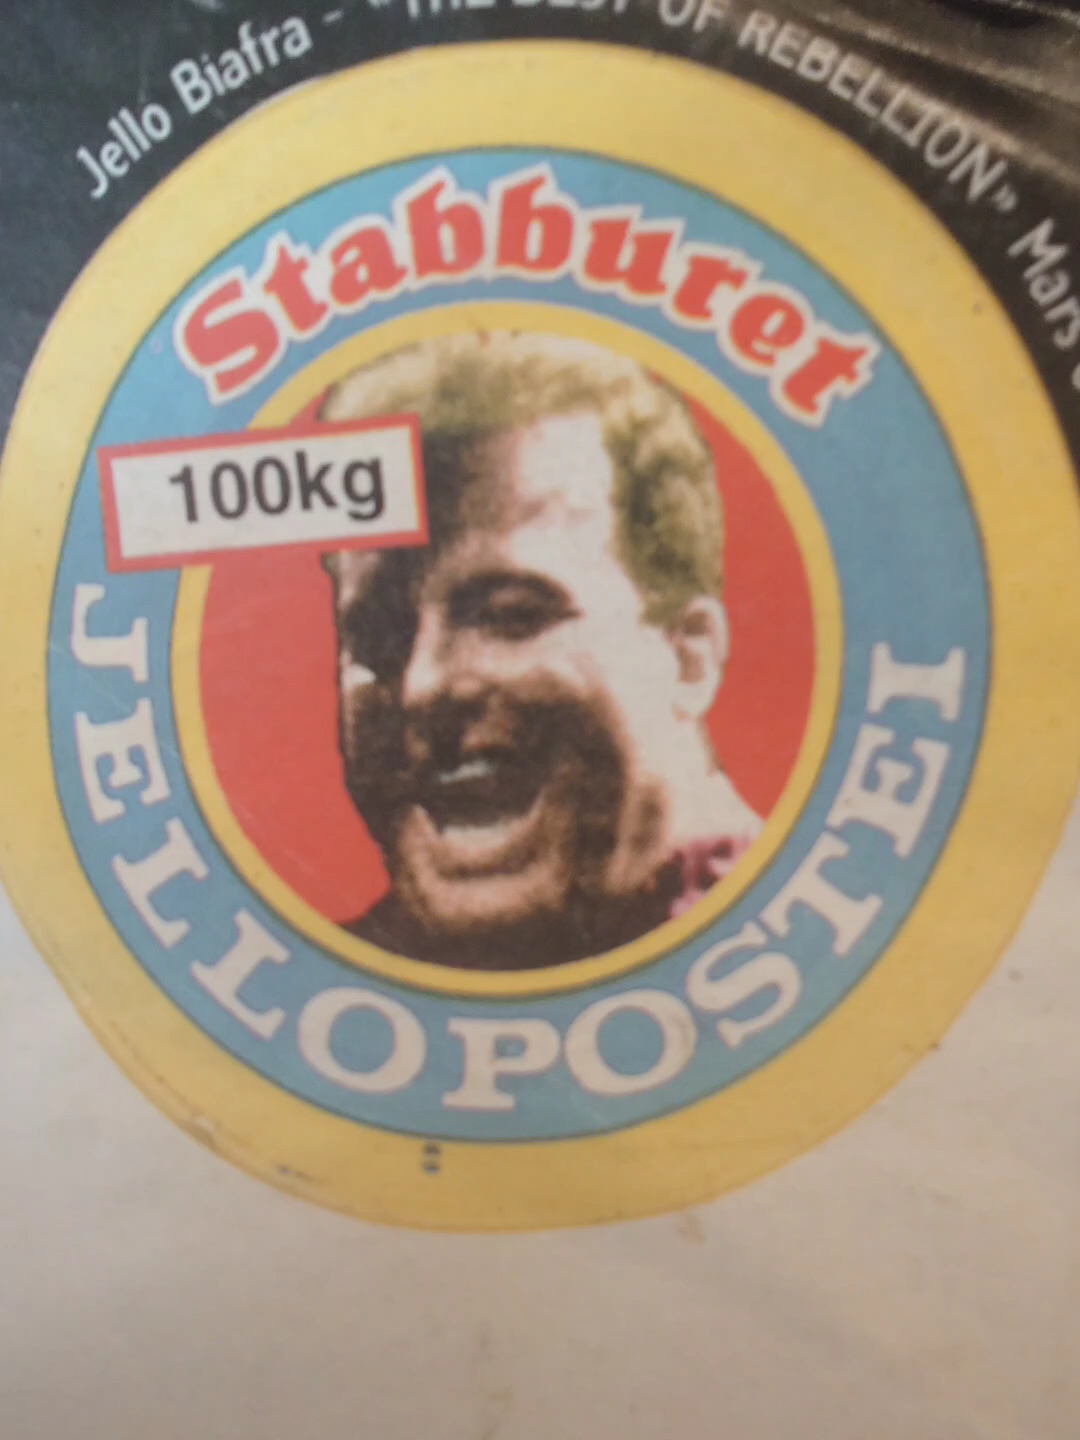 Jello Biafra - "THE BEST OF REBELLION» Mars
Stabburet
100kg
JELLOPOSTEI